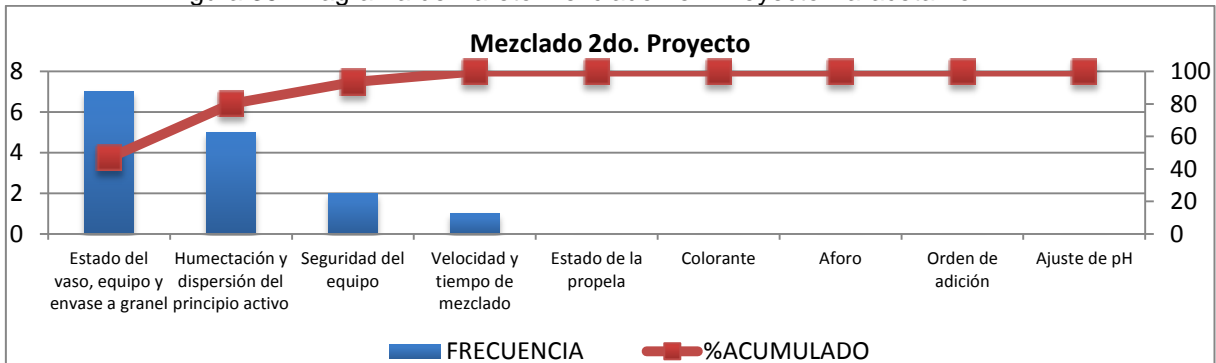 Mezclado 2do. Proyecto
8
6
4
2
0
100
80
60
40
20
0
Estado del
vaso, equipo y
envase a granel
Humectación y
dispersión del
principio activo
Seguridad del
equipo
Velocidad y
tiempo de
mezclado
Estado de la
propela
Colorante
Aforo
Orden de
adición
Ajuste de pH
FRECUENCIA
%ACUMULADO